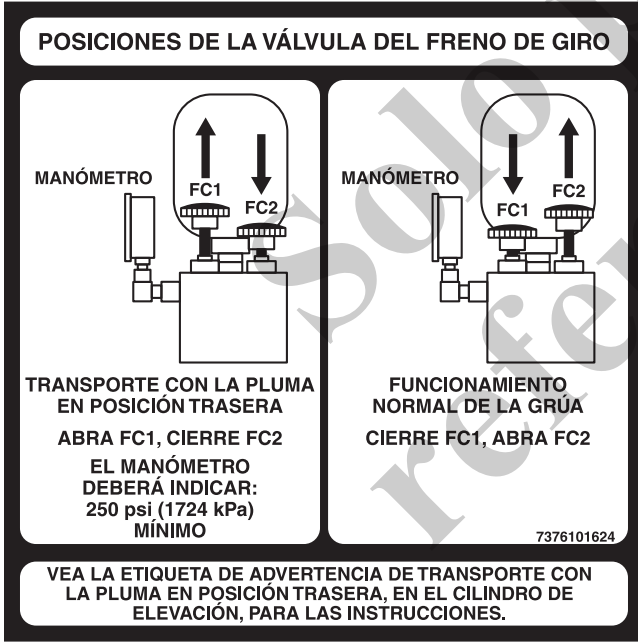 POSICIONES DE LA VÁLVULA DEL FRENO DE GIRO
MANÓMETRO
FC1
FC2
TRANSPORTE CON LA PLUMA
EN POSICIÓN TRASERA
ABRA FC1, CIERRE FC2
EL MANÓMETRO
DEBERÁ INDICAR:
250 psi (1724 kPa)
MÍNIMO
MANÓMETRO
FC1
FC2
FUNCIONAMIENTO
NORMAL DE LA GRÚA
CIERRE FC1, ABRA FC2
7376101624
VEA LA ETIQUETA DE ADVERTENCIA DE TRANSPORTE CON
LA PLUMA EN POSICIÓN TRASERA, EN EL CILINDRO DE
ELEVACIÓN, PARA LAS INSTRUCCIONES.
Solo